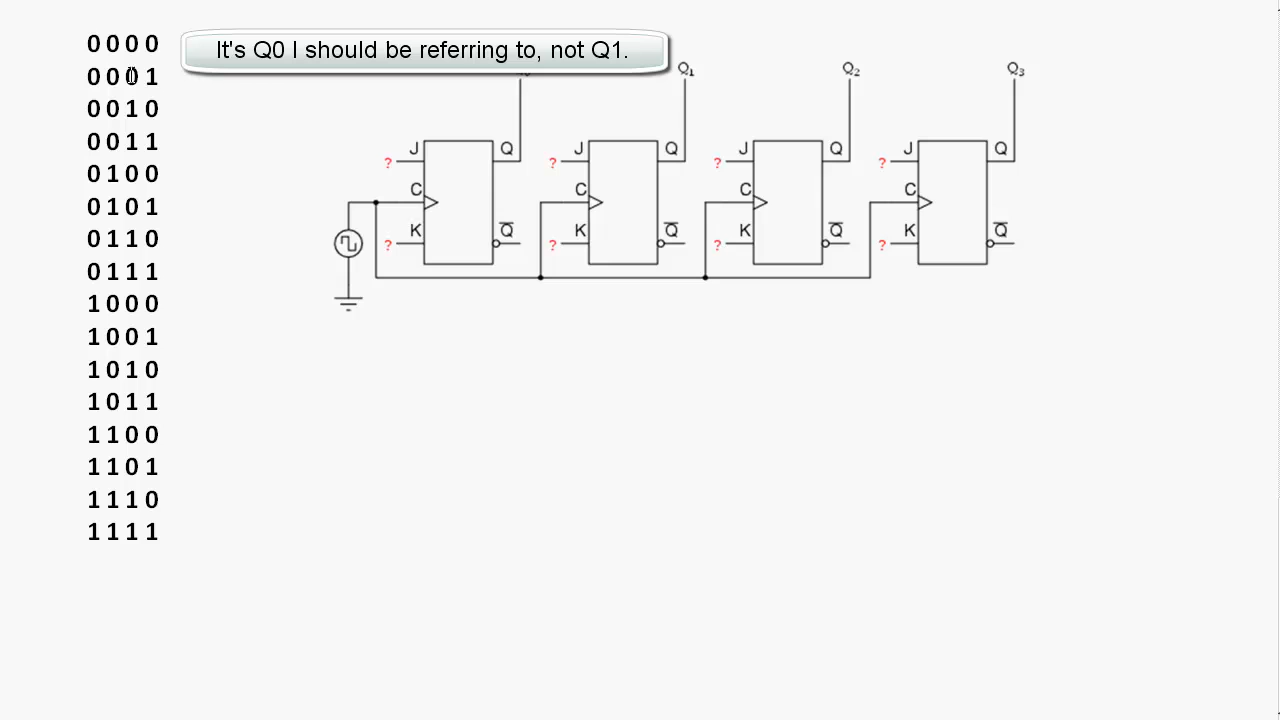 0 0 0 0
It's Q0 I should be referring to, not Q1.
0 0 0 1
Q1 Q2 Q3
0 0 1 0
0 0 1 1
J Q J Q J Q J Q
? ? ? ?
0 1 0 0
C C C C
0 1 0 1
0 1 1 0
K Q K Q K Q K Q
? ? ? ?
0 1 1 1
1 0 0 0
1 0 0 1
1 0 1 0
1 0 1 1
1 1 0 0
1 1 0 1
1 1 1 0
1 1 1 1